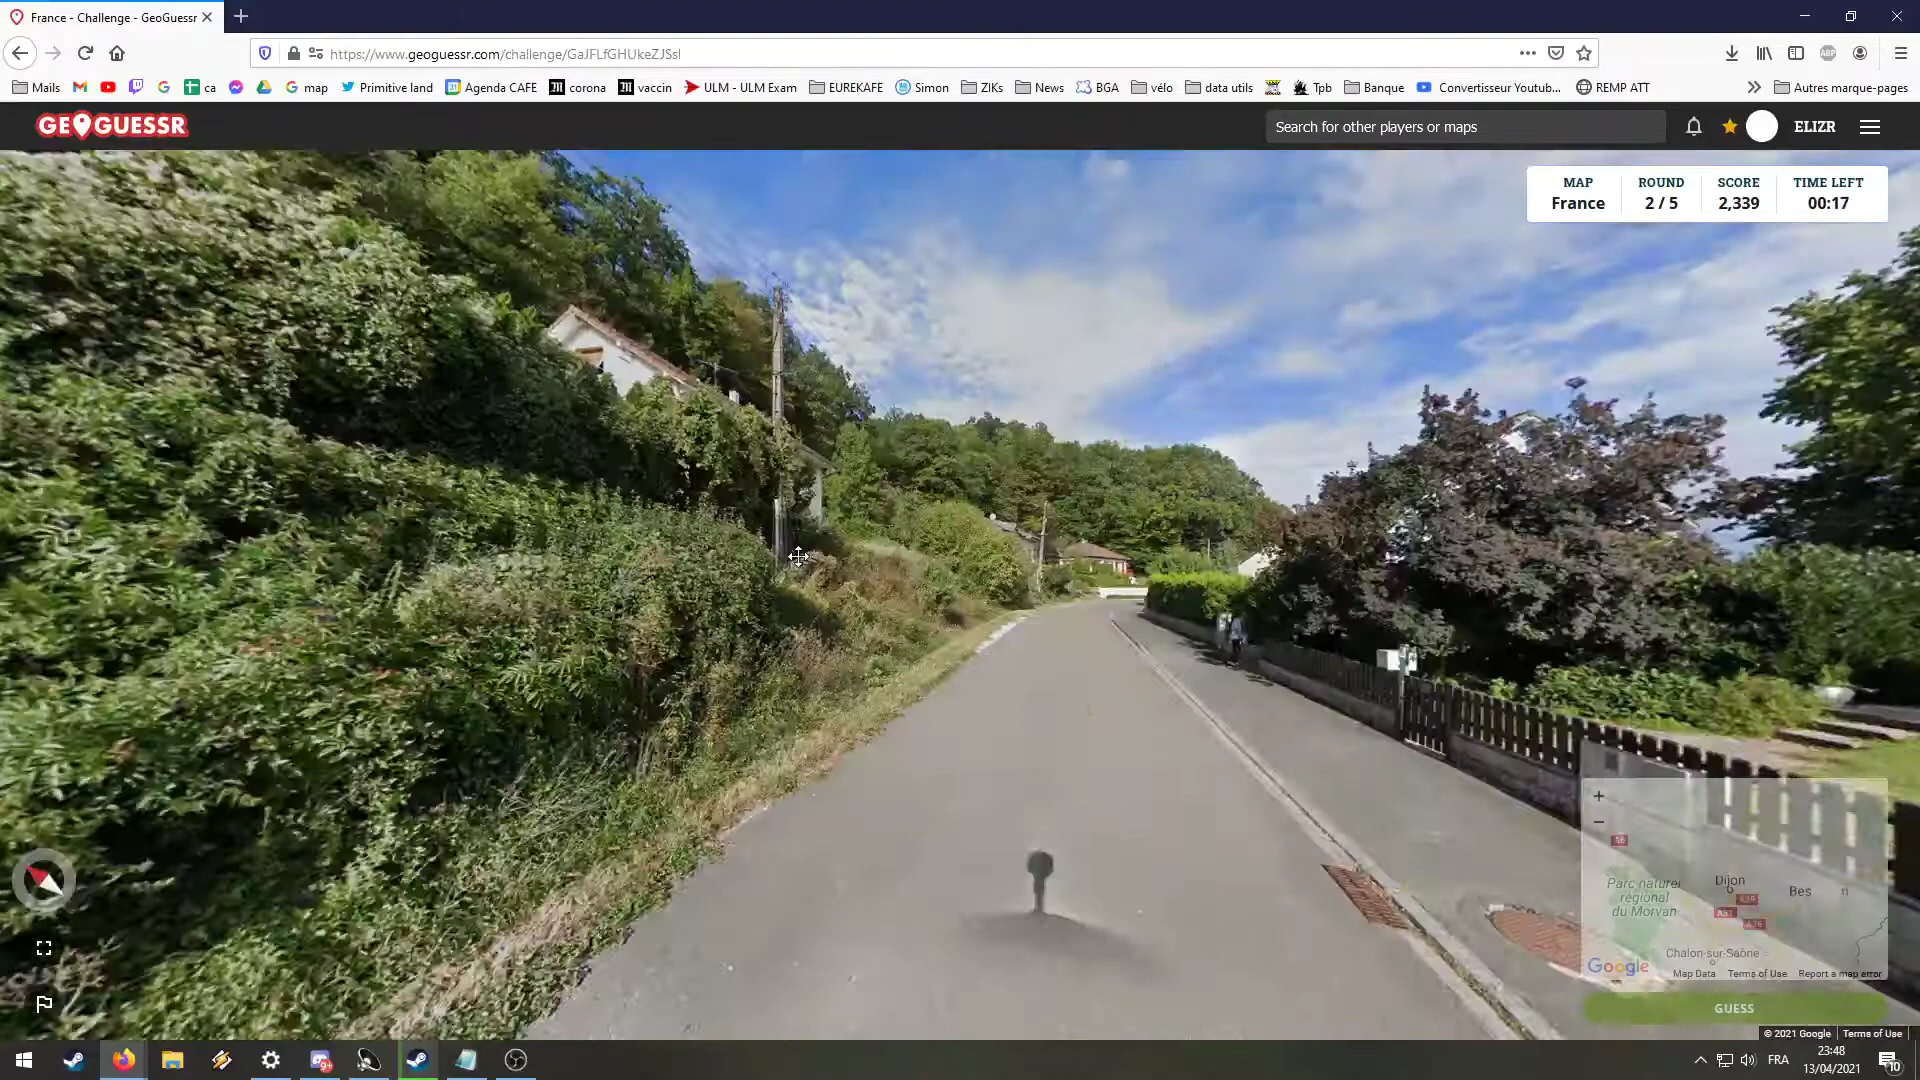 France - Challenge - GeoGuessr
https://www.geoguessr.com/challenge/GaJFLfGHUkeZJSsl
Mails
ca
map
Primitive land
Agenda CAFE
corona
vaccin
ULM - ULM Exam
EUREKAFE
Simon
ZIKs
News
BGA
vélo
data utils
Tpb
Banque
Convertisseur Youtub...
REMP ATT
Autres marque-pages
GEOGUESSR
Search for other players or maps
ELIZR
MAP
France
ROUND
2 / 5
SCORE
2,339
TIME LEFT
00:17
Parc naturel
régional
du Morvan
Dijon
Bes n
Chalon-sur-Saône
Google
Map Data
Terms of Use
Report a map error
GUESS
© 2021 Google
Terms of Use
FRA
23:48
13/04/2021